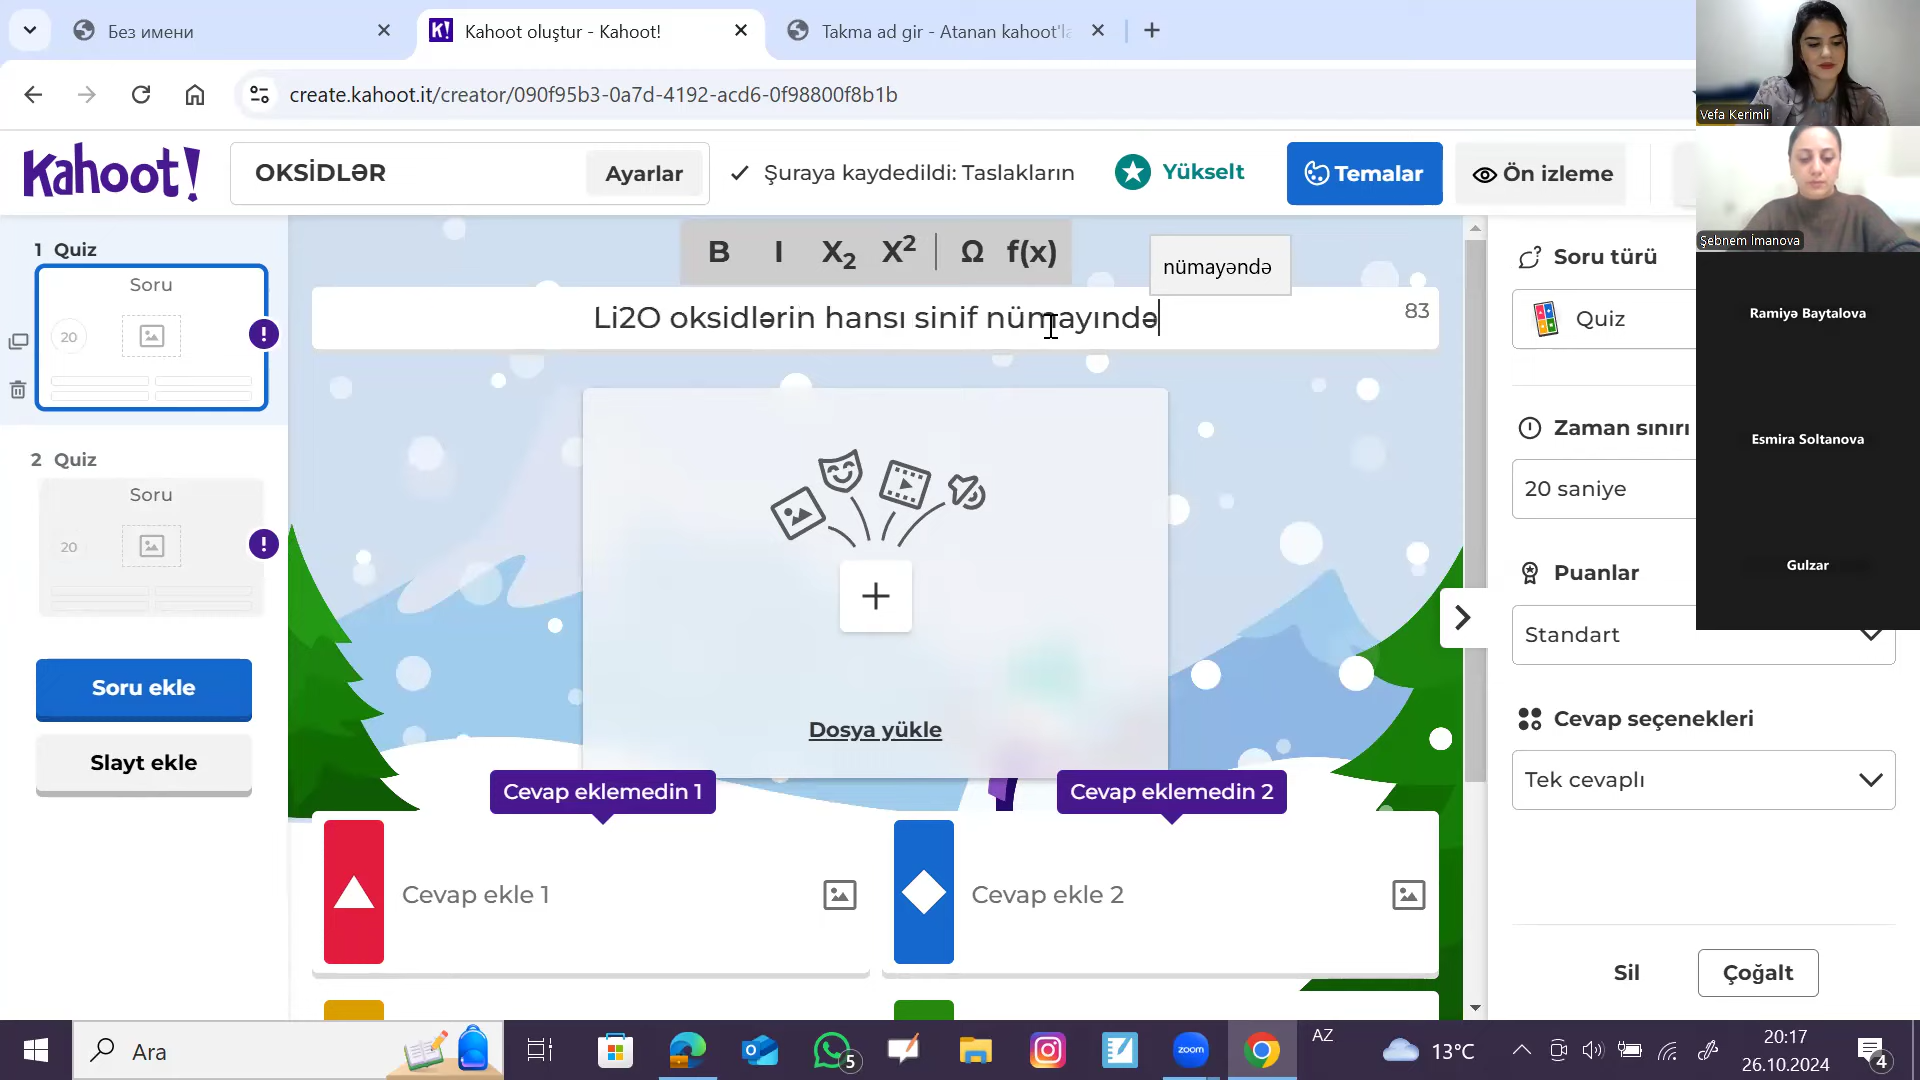 Без имени
Kahoot oluştur - Kahoot!
Takma ad gir - Atanan kahoot'la
create.kahoot.it/creator/090f95b3-0a7d-4192-acd6-0f98800f8b1b
Kahoot!
OKSİDLƏR
Ayarlar
Şuraya kaydedildi: Taslakların
Yükselt
Temalar
Ön izleme
Vefa Kerimli
Şebnem İmanova
Ramiyə Baytalova
Esmira Soltanova
Gulzar
1 Quiz
Soru
20
2 Quiz
Soru
20
Soru ekle
Slayt ekle
B I X2 X2 Ω f(x)
nümayəndə
Li2O oksidlərin hansı sinif nümayında
83
Dosya yükle
Cevap eklemedin 1
Cevap eklemedin 2
Cevap ekle 1
Cevap ekle 2
Soru türü
Quiz
Zaman sınırı
20 saniye
Puanlar
Standart
Cevap seçenekleri
Tek cevaplı
Sil
Çoğalt
Ara
5
zoom
AZ
13°C
20:17
26.10.2024
4